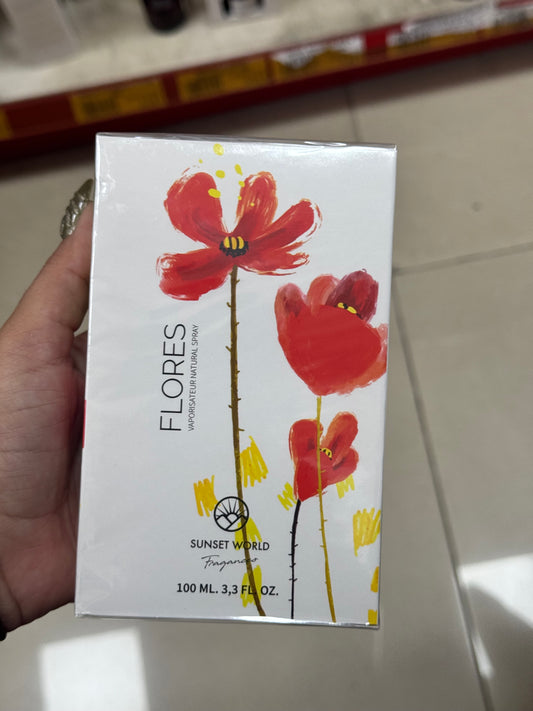 FLORES
VAPORISATEUR NATURAL SPRAY
SUNSET WORLD
Fragances
100 ML. 3,3 FL. OZ.